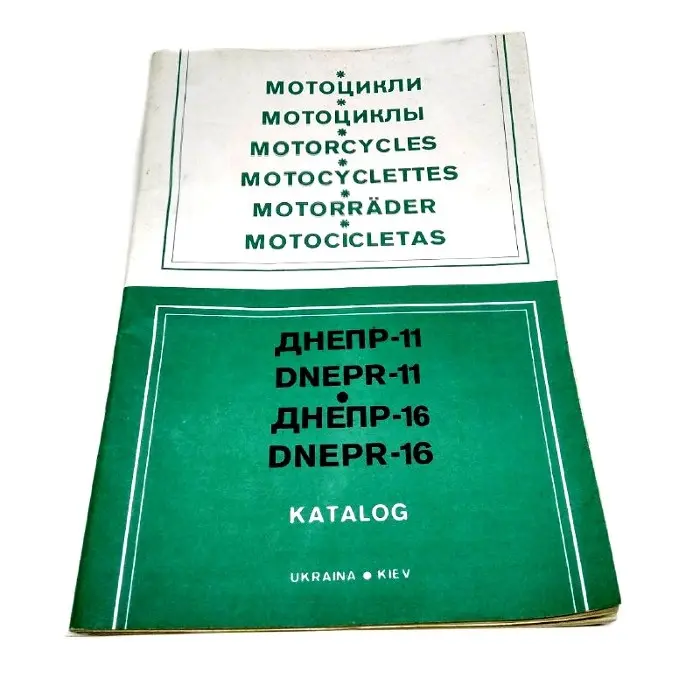 МОТОЦИКЛИ
МОТОЦИКЛЫ
MOTORCYCLES
MOTOCYCLETTES
MOTORRÄDER
MOTOCICLETAS
ДНЕПР-11
DNEPR-11
ДНЕПР-16
DNEPR-16
KATALOG
UKRAINA ● KIEV